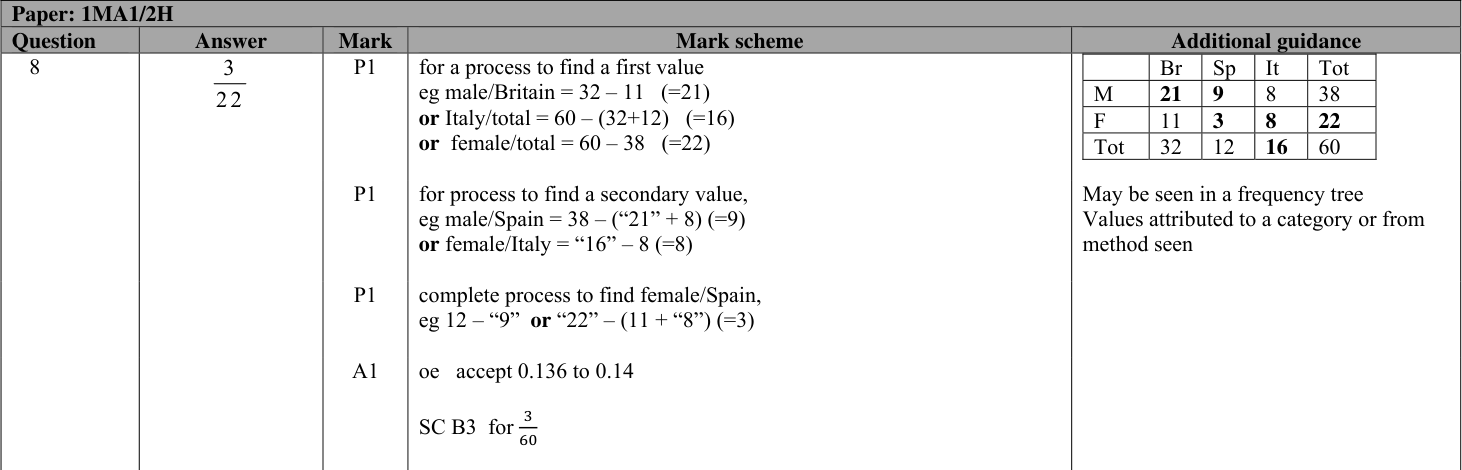 Paper: 1MA1/2H
Question Answer Mark Mark scheme Additional guidance
8
3
22
P1
for a process to find a first value
eg male/Britain = 32 – 11 (=21)
or Italy/total = 60 – (32+12) (=16)
or female/total = 60 – 38 (=22)
P1
for process to find a secondary value,
eg male/Spain = 38 – (“21” + 8) (=9)
or female/Italy = “16” – 8 (=8)
P1
complete process to find female/Spain,
eg 12 – “9” or “22” – (11 + “8”) (=3)
A1
oe accept 0.136 to 0.14
SC B3 for 3/60
Br Sp It Tot
M 21 9 8 38
F 11 3 8 22
Tot 32 12 16 60
May be seen in a frequency tree
Values attributed to a category or from
method seen